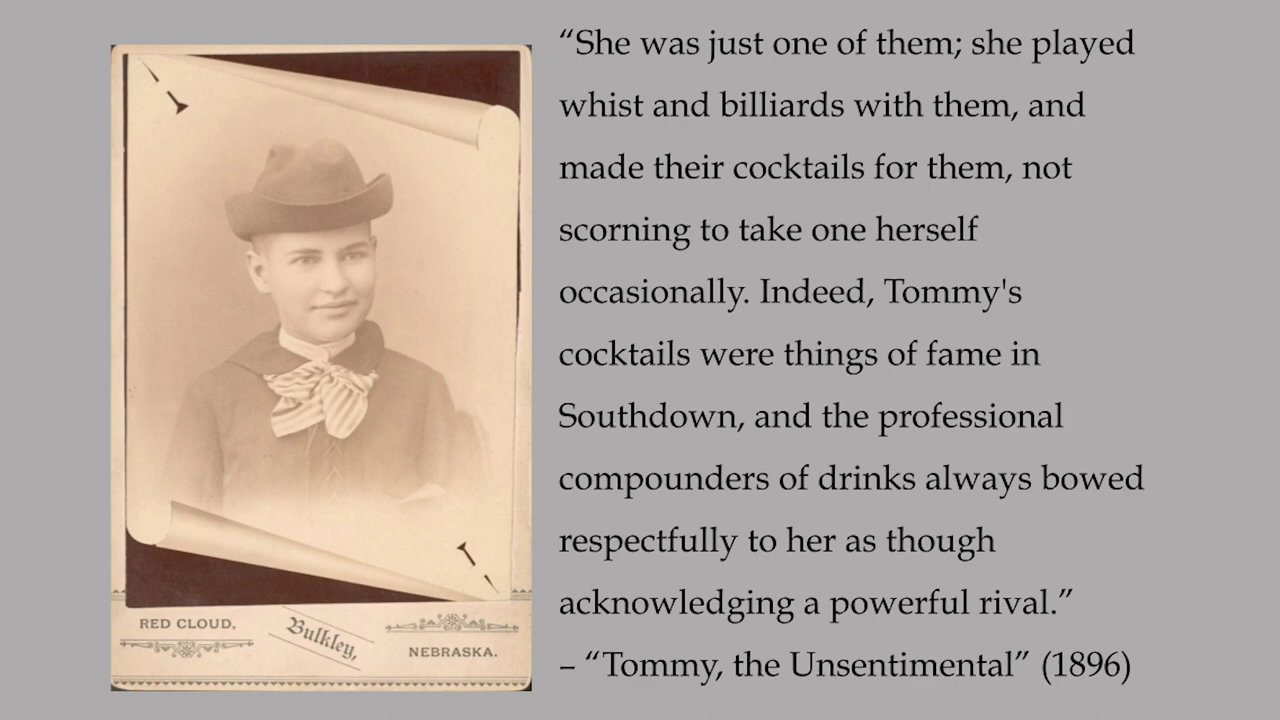 “She was just one of them; she played
whist and billiards with them, and
made their cocktails for them, not
scorning to take one herself
occasionally. Indeed, Tommy's
cocktails were things of fame in
Southdown, and the professional
compounders of drinks always bowed
respectfully to her as though
acknowledging a powerful rival.”
– “Tommy, the Unsentimental” (1896)
RED CLOUD,
Bulkley,
NEBRASKA.